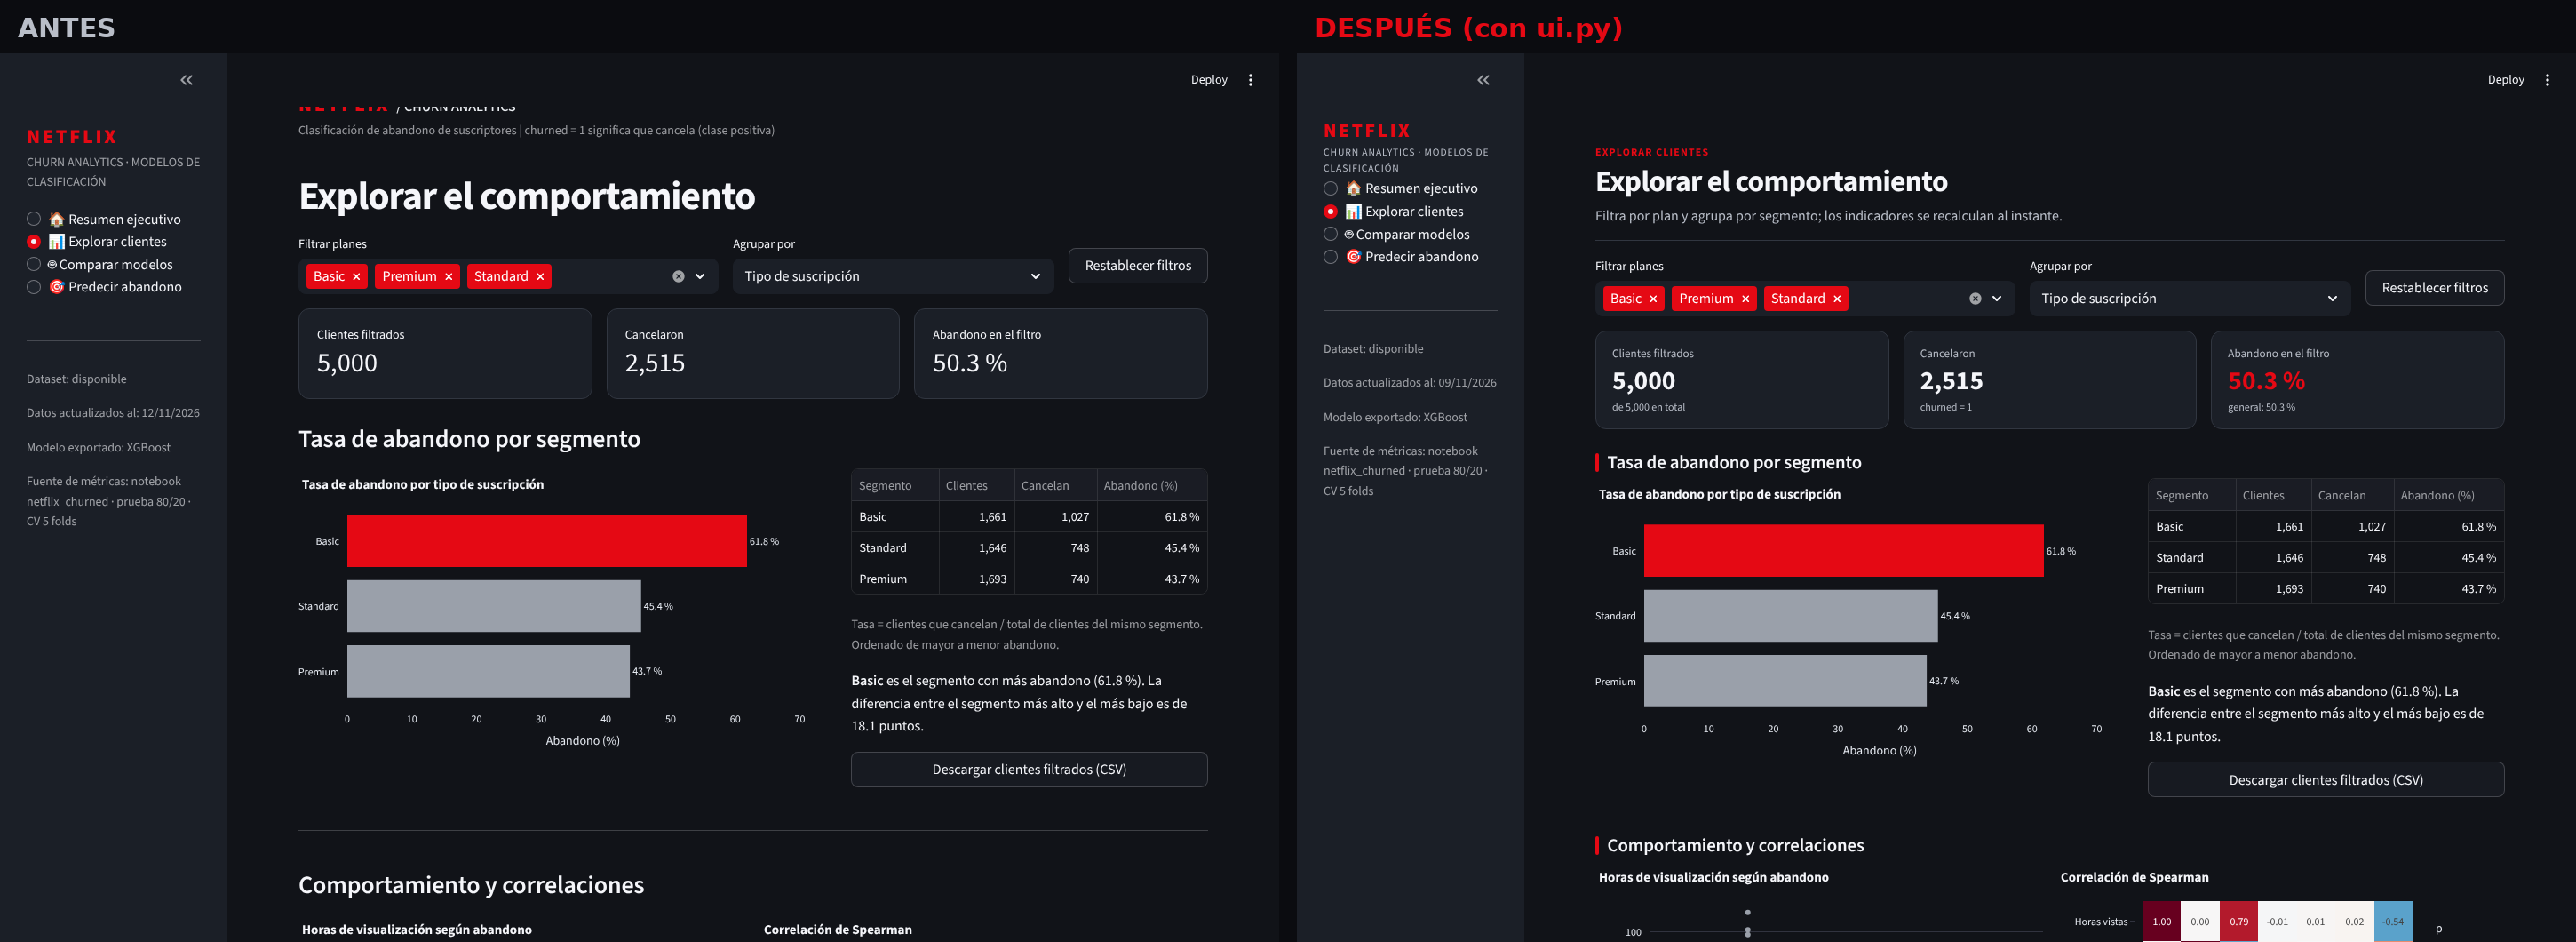 ANTES
Deploy
NETFLIX
CHURN ANALYTICS · MODELOS DE
CLASIFICACIÓN
Resumen ejecutivo
Explorar clientes
Comparar modelos
Predecir abandono
Dataset: disponible
Datos actualizados al: 12/11/2026
Modelo exportado: XGBoost
Fuente de métricas: notebook
netflix_churned · prueba 80/20 ·
CV 5 folds
NETFLIX / CHURN ANALYTICS
Clasificación de abandono de suscriptores | churned = 1 significa que cancela (clase positiva)
Explorar el comportamiento
Filtrar planes
Agrupar por
Basic × Premium × Standard ×
Tipo de suscripción
Restablecer filtros
Clientes filtrados
5,000
Cancelaron
2,515
Abandono en el filtro
50.3 %
Tasa de abandono por segmento
Tasa de abandono por tipo de suscripción
Basic 61.8 %
Standard 45.4 %
Premium 43.7 %
0 10 20 30 40 50 60 70
Abandono (%)
Segmento Clientes Cancelan Abandono (%)
Basic 1,661 1,027 61.8 %
Standard 1,646 748 45.4 %
Premium 1,693 740 43.7 %
Tasa = clientes que cancelan / total de clientes del mismo segmento.
Ordenado de mayor a menor abandono.
Basic es el segmento con más abandono (61.8 %). La
diferencia entre el segmento más alto y el más bajo es de
18.1 puntos.
Descargar clientes filtrados (CSV)
Comportamiento y correlaciones
Horas de visualización según abandono
Correlación de Spearman
DESPUÉS (con ui.py)
Deploy
NETFLIX
CHURN ANALYTICS · MODELOS DE
CLASIFICACIÓN
Resumen ejecutivo
Explorar clientes
Comparar modelos
Predecir abandono
Dataset: disponible
Datos actualizados al: 09/11/2026
Modelo exportado: XGBoost
Fuente de métricas: notebook
netflix_churned · prueba 80/20 ·
CV 5 folds
EXPLORAR CLIENTES
Explorar el comportamiento
Filtra por plan y agrupa por segmento; los indicadores se recalculan al instante.
Filtrar planes
Agrupar por
Basic × Premium × Standard ×
Tipo de suscripción
Restablecer filtros
Clientes filtrados
5,000
de 5,000 en total
Cancelaron
2,515
churned = 1
Abandono en el filtro
50.3 %
general: 50.3 %
Tasa de abandono por segmento
Tasa de abandono por tipo de suscripción
Basic 61.8 %
Standard 45.4 %
Premium 43.7 %
0 10 20 30 40 50 60 70
Abandono (%)
Segmento Clientes Cancelan Abandono (%)
Basic 1,661 1,027 61.8 %
Standard 1,646 748 45.4 %
Premium 1,693 740 43.7 %
Tasa = clientes que cancelan / total de clientes del mismo segmento.
Ordenado de mayor a menor abandono.
Basic es el segmento con más abandono (61.8 %). La
diferencia entre el segmento más alto y el más bajo es de
18.1 puntos.
Descargar clientes filtrados (CSV)
Comportamiento y correlaciones
Horas de visualización según abandono
100
Correlación de Spearman
Horas vistas 1.00 0.00 0.79 -0.01 0.01 0.02 -0.54
ρ